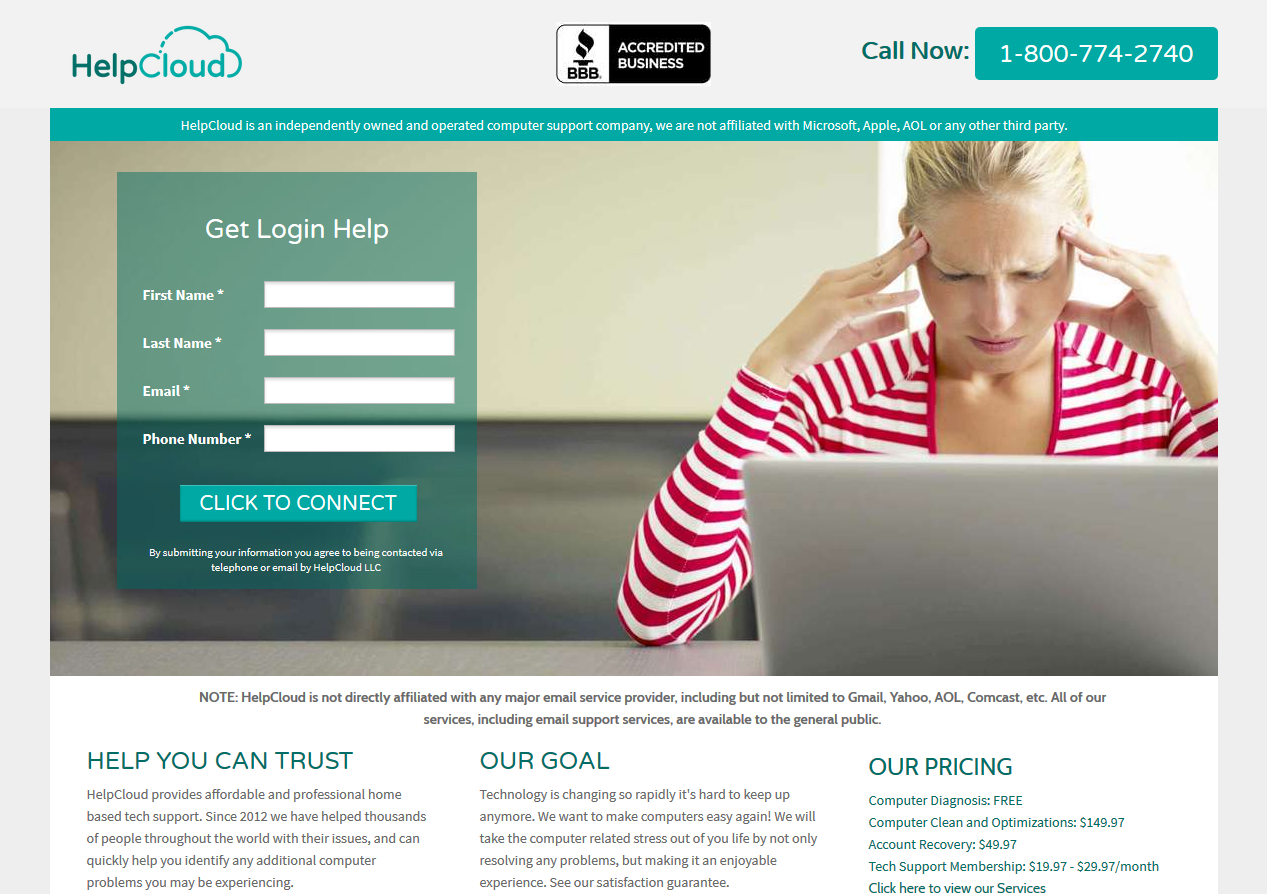 HelpCloud
BBB.
ACCREDITED
BUSINESS
Call Now:
1-800-774-2740
HelpCloud is an independently owned and operated computer support company, we are not affiliated with Microsoft, Apple, AOL or any other third party.
Get Login Help
First Name *
Last Name *
Email *
Phone Number *
CLICK TO CONNECT
By submitting your information you agree to being contacted via
telephone or email by HelpCloud LLC
NOTE: HelpCloud is not directly affiliated with any major email service provider, including but not limited to Gmail, Yahoo, AOL, Comcast, etc. All of our
services, including email support services, are available to the general public.
HELP YOU CAN TRUST
HelpCloud provides affordable and professional home
based tech support. Since 2012 we have helped thousands
of people throughout the world with their issues, and can
quickly help you identify any additional computer
problems you may be experiencing.
OUR GOAL
Technology is changing so rapidly it's hard to keep up
anymore. We want to make computers easy again! We will
take the computer related stress out of you life by not only
resolving any problems, but making it an enjoyable
experience. See our satisfaction guarantee.
OUR PRICING
Computer Diagnosis: FREE
Computer Clean and Optimizations: $149.97
Account Recovery: $49.97
Tech Support Membership: $19.97 - $29.97/month
Click here to view our Services